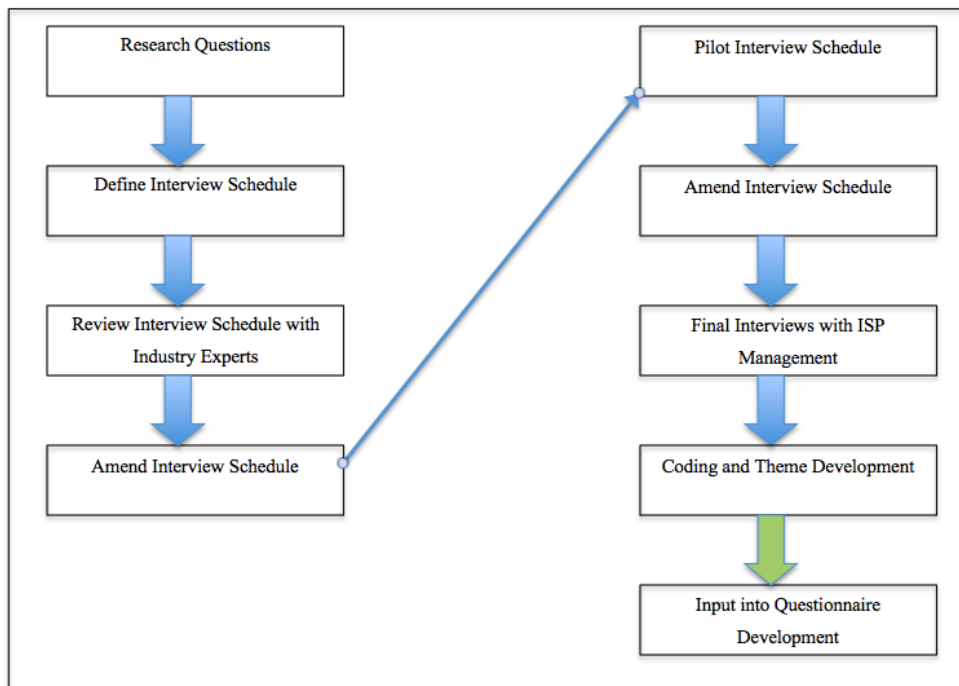 Research Questions
Define Interview Schedule
Review Interview Schedule with
Industry Experts
Amend Interview Schedule
Pilot Interview Schedule
Amend Interview Schedule
Final Interviews with ISP
Management
Coding and Theme Development
Input into Questionnaire
Development